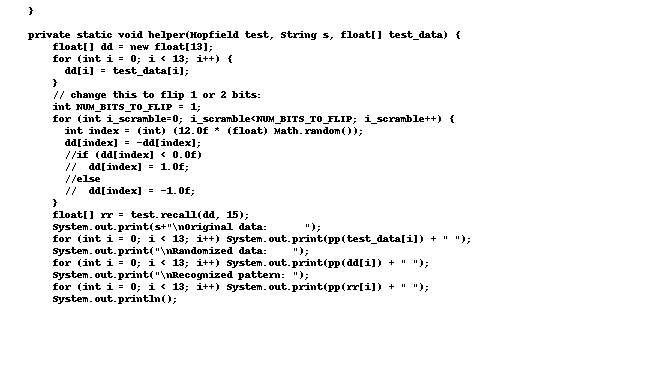 }
private static void helper(Hopfield test, String s, float[] test_data) {
float[] dd = new float[13];
for (int i = 0; i < 13; i++) {
dd[i] = test_data[i];
}
// change this to flip 1 or 2 bits:
int NUM_BITS_TO_FLIP = 1;
for (int i_scramble=0; i_scramble<NUM_BITS_TO_FLIP; i_scramble++) {
int index = (int) (12.0f * (float) Math.random());
dd[index] = -dd[index];
//if (dd[index] < 0.0f)
//  dd[index] = 1.0f;
//else
//  dd[index] = -1.0f;
}
float[] rr = test.recall(dd, 15);
System.out.print(s+"\nOriginal data:      ");
for (int i = 0; i < 13; i++) System.out.print(pp(test_data[i]) + " ");
System.out.print("\nRandomized data:    ");
for (int i = 0; i < 13; i++) System.out.print(pp(dd[i]) + " ");
System.out.print("\nRecognized pattern: ");
for (int i = 0; i < 13; i++) System.out.print(pp(rr[i]) + " ");
System.out.println();